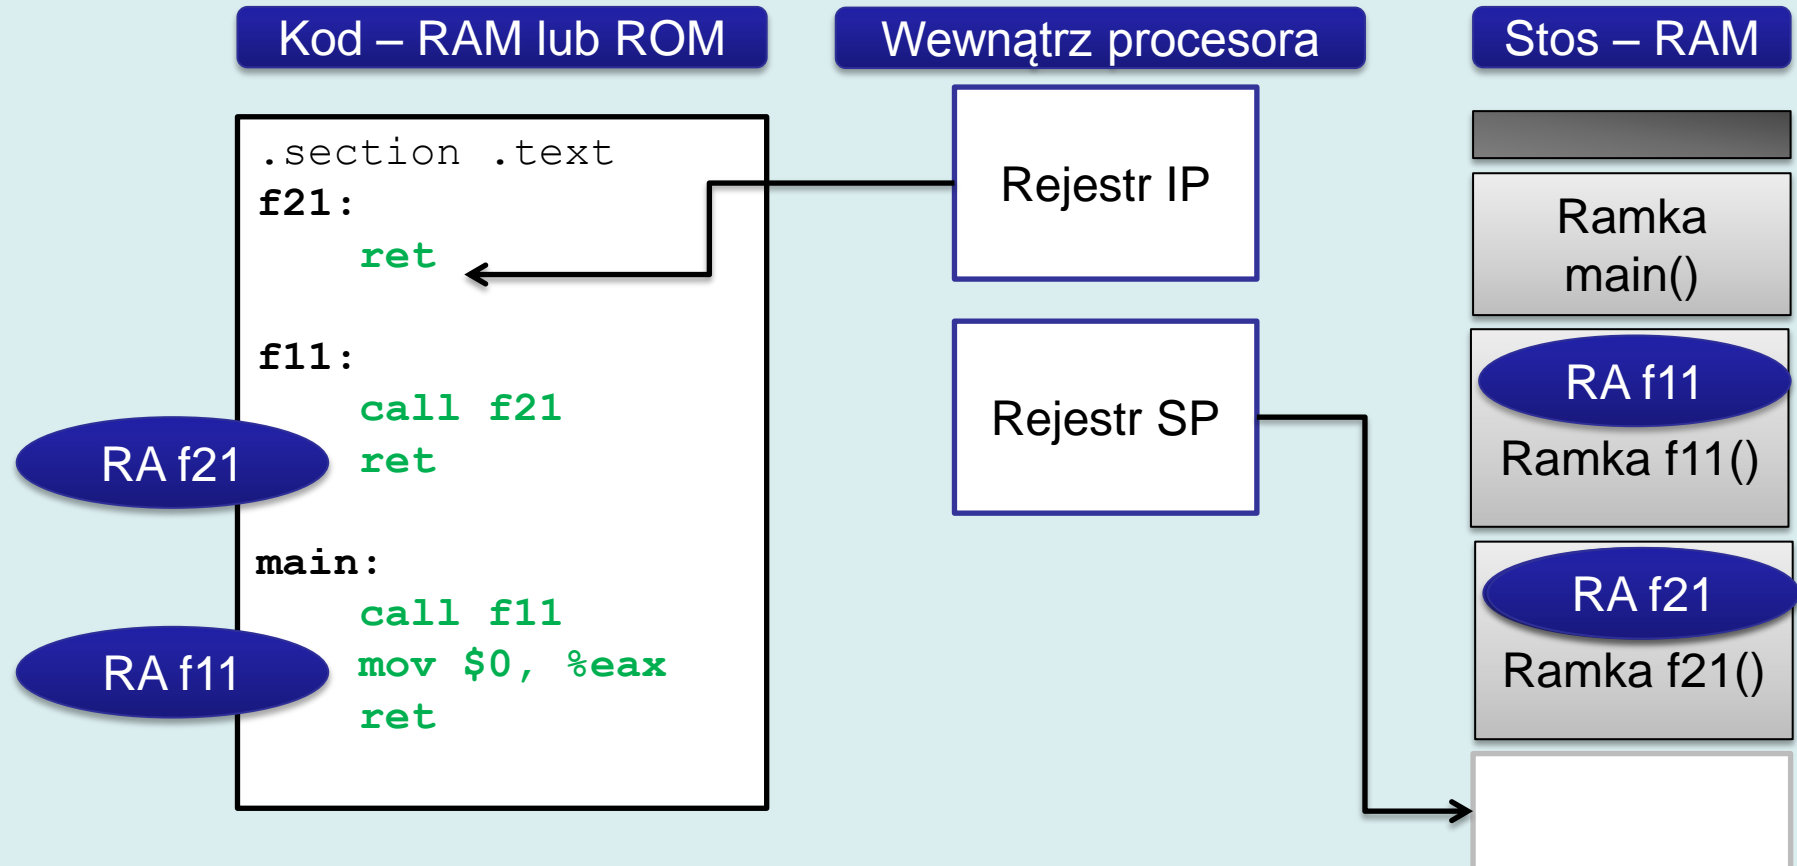 Kod – RAM lub ROM
Wewnątrz procesora
Stos – RAM
.section .text
f21:
ret
f11:
call f21
ret
main:
call f11
mov $0, %eax
ret
RA f21
RA f11
Rejestr IP
Rejestr SP
Ramka
main()
RA f11
Ramka f11()
RA f21
Ramka f21()